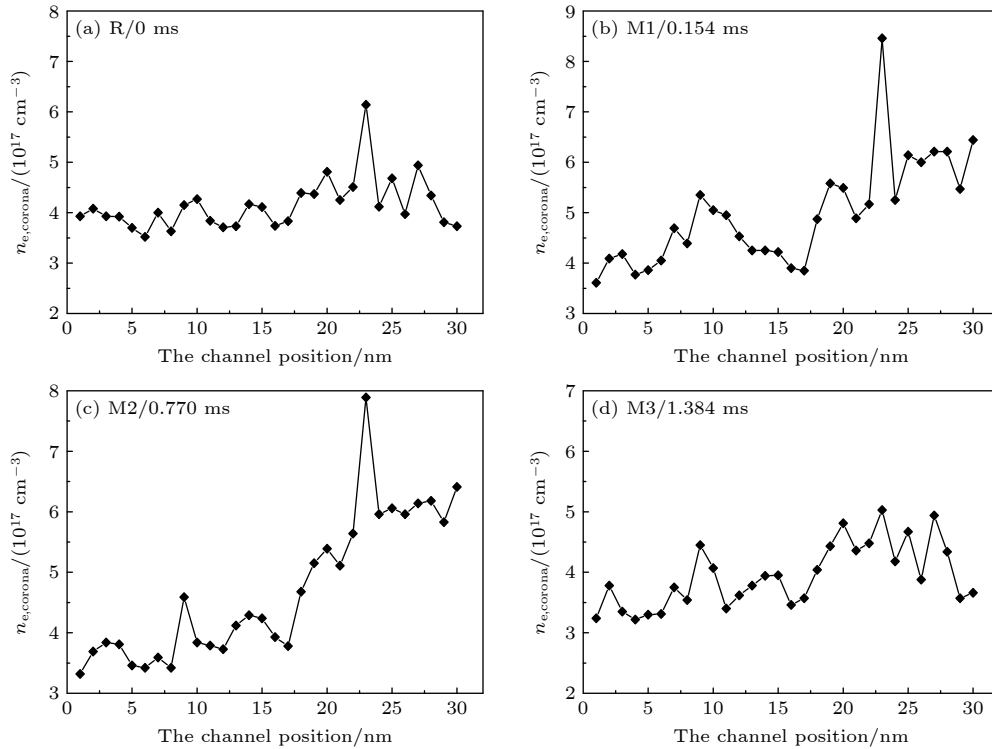 (a) R/0 ms
8
7
6
5
4
3
2
n_{e,corona}/(10^{17} cm^{-3})
0 5 10 15 20 25 30
The channel position/nm
(b) M1/0.154 ms
9
8
7
6
5
4
3
n_{e,corona}/(10^{17} cm^{-3})
0 5 10 15 20 25 30
The channel position/nm
(c) M2/0.770 ms
8
7
6
5
4
3
n_{e,corona}/(10^{17} cm^{-3})
0 5 10 15 20 25 30
The channel position/nm
(d) M3/1.384 ms
7
6
5
4
3
2
n_{e,corona}/(10^{17} cm^{-3})
0 5 10 15 20 25 30
The channel position/nm